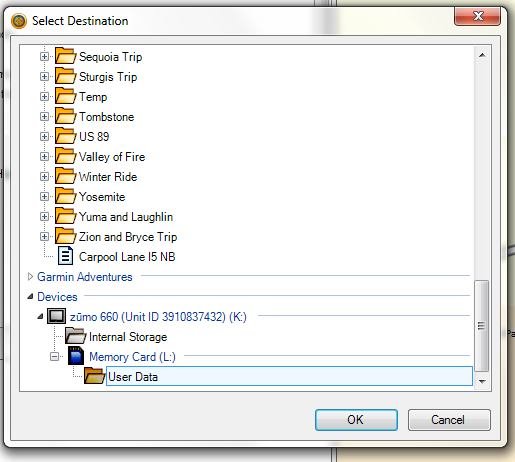 Select Destination
Sequoia Trip
Sturgis Trip
Temp
Tombstone
US 89
Valley of Fire
Winter Ride
Yosemite
Yuma and Laughlin
Zion and Bryce Trip
Carpool Lane I5 NB
Garmin Adventures
Devices
zūmo 660 (Unit ID 3910837432) (K:)
Internal Storage
Memory Card (L:)
User Data
OK Cancel